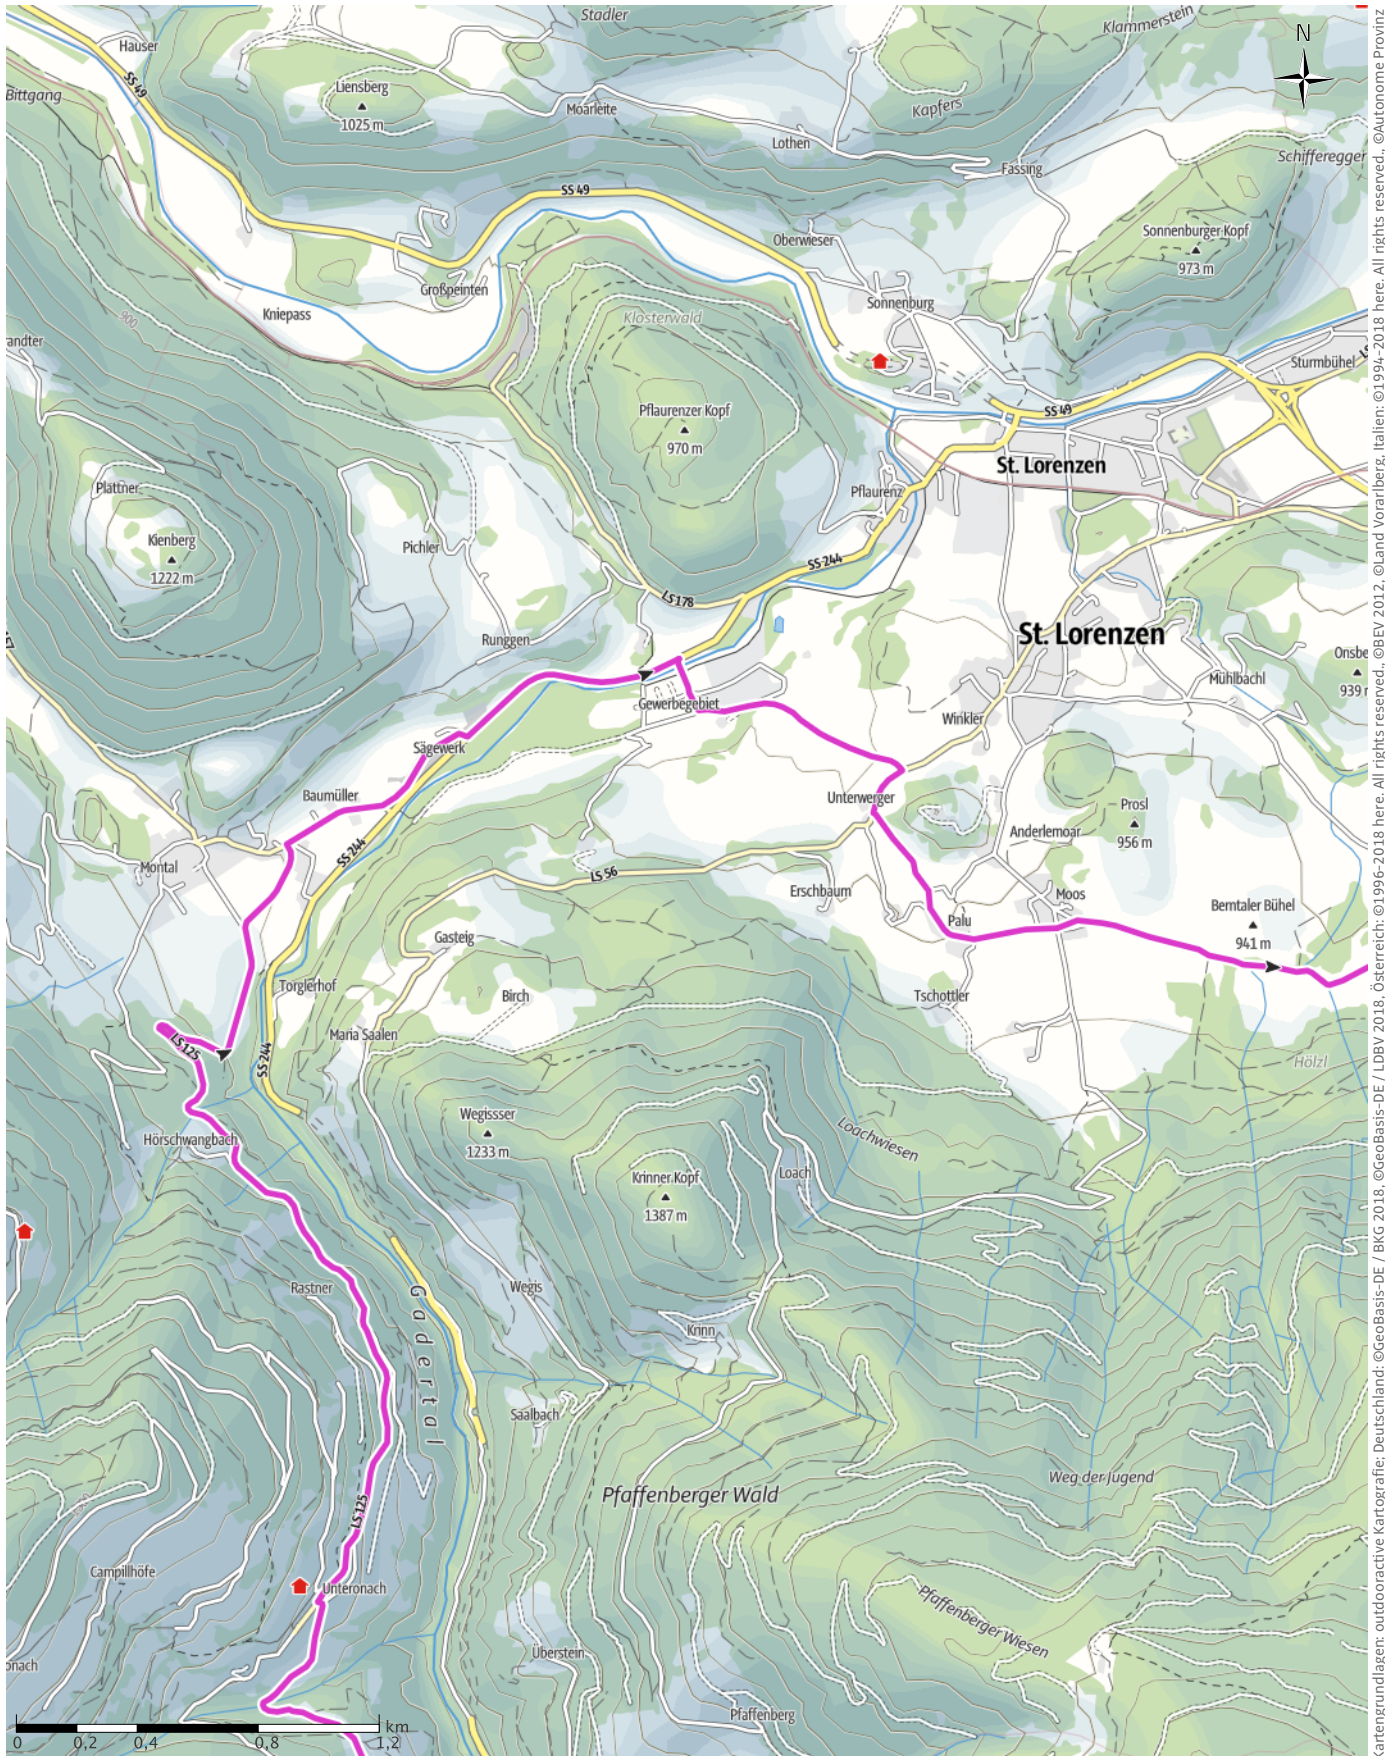 Stadler
Klammerstein
Hauser
N
SS 49
Liensberg
1025 m
Bittgang
Moarleite
Kapfers
Lothen
Schifferegger
Fassing
SS 49
Oberwieser
Sonnenburger Kopf
973 m
Großpeinten
Sonnenburg
Kniepass
Klosterwald
900
andter
Sturmbühel
Pflaurenzer Kopf
970 m
SS 49
St. Lorenzen
Plattner
Pflaurenz
Kienberg
1222 m
Pichler
SS 244
LS 178
Runggen
St. Lorenzen
Onsbe
939 m
Mühlbachl
Gewerbegebiet
Winkler
Sägewerk
Baumüller
Unterwerger
Prosl
956 m
Anderlemoar
SS 244
Montal
LS 56
Erschbaum
Moos
Berntaler Bühel
941 m
Palu
Gasteig
Torglerhof
Birch
Tschottler
Maria Saalen
LS 125
SS 244
Hölzl
Wegissser
1233 m
Hörschwangbach
Loachwiesen
Krinner Kopf
1387 m
Loach
Rastner
Wegis
Gadertal
Krinn
Saalbach
Weg der Jugend
Pfaffenberger Wald
LS 125
Campillhöfe
Unteronach
Pfaffenberger Wiesen
Überstein
onach
Pfaffenberg
km
0 0,2 0,4 0,8 1,2
artengrundlagen: outdooractive Kartografie; Deutschland: ©GeoBasis-DE / BKG 2018, ©GeoBasis-DE / LDBV 2018, Österreich: ©1996-2018 here. All rights reserved., ©BEV 2012, ©Land Vorarlberg, Italien: ©1994-2018 here. All rights reserved., ©Autonome Provinz